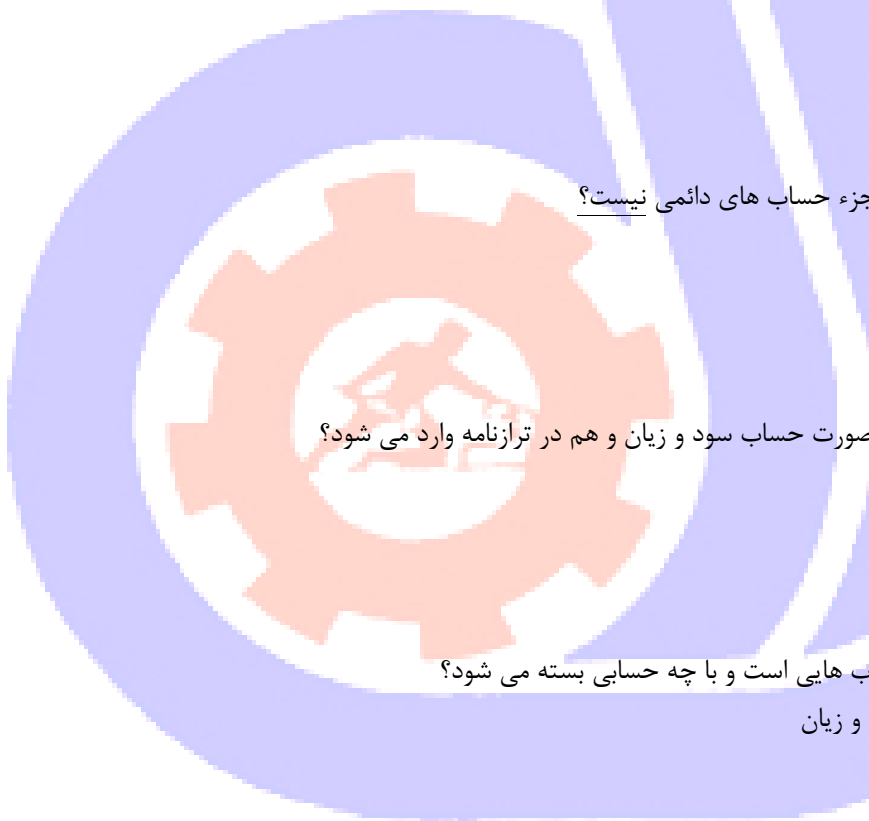 جزء حساب های دائمی نیست؟
صورت حساب سود و زیان و هم در ترازنامه وارد می شود؟
هایی است و با چه حسابی بسته می شود؟
و زیان